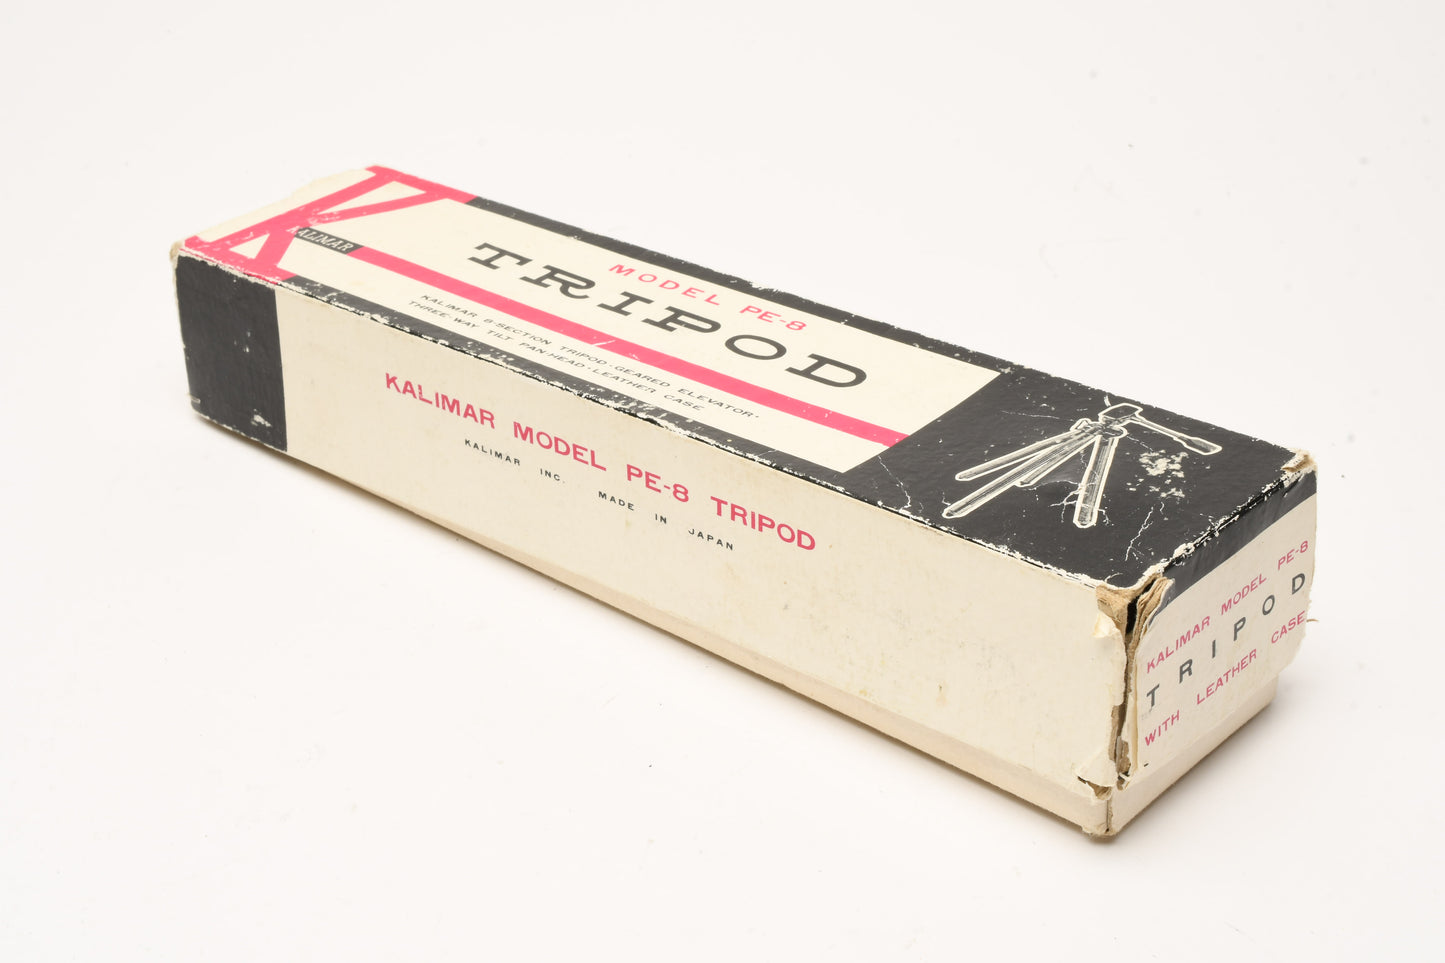 KALIMAR
MODEL PE-8
TRIPOD
KALIMAR 8-SECTION TRIPOD·GEARED ELEVATOR·
THREE-WAY TILT PAN-HEAD·LEATHER CASE
KALIMAR MODEL PE-8 TRIPOD
KALIMAR INC. MADE IN JAPAN
KALIMAR MODEL PE-8
TRIPOD
WITH LEATHER CASE